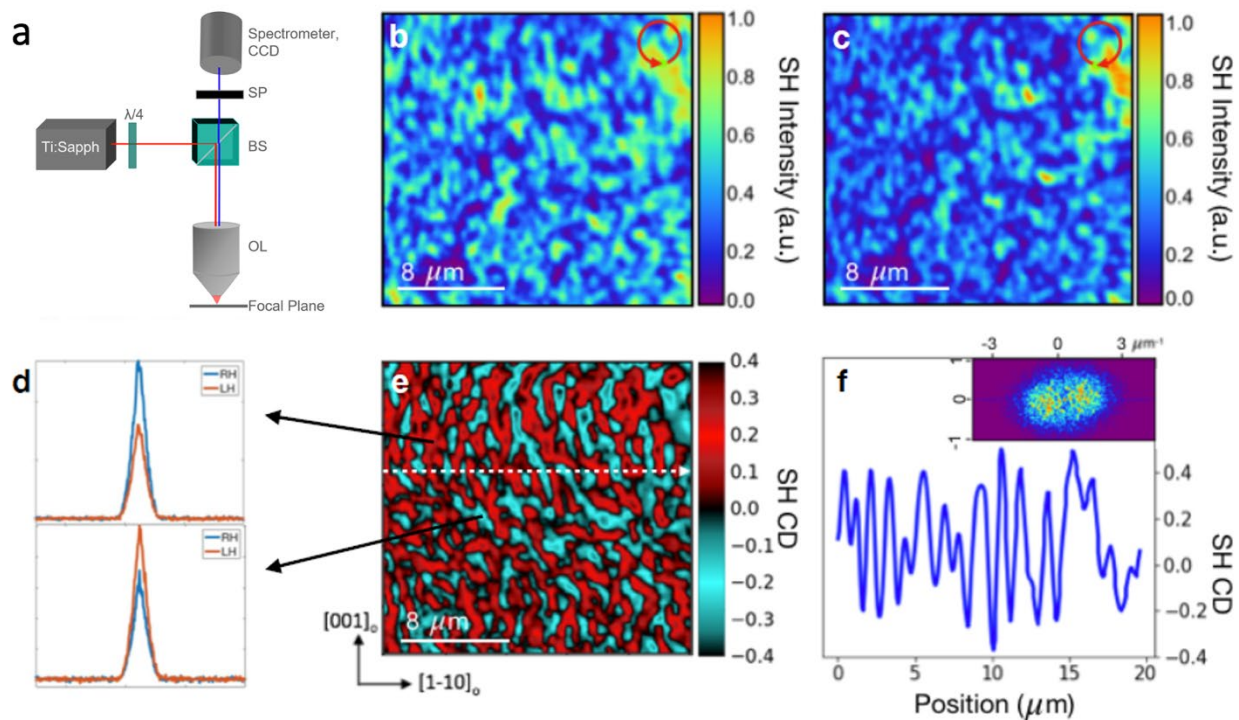 a
Spectrometer,
CCD
SP
λ/4
Ti:Sapph
BS
OL
Focal Plane
b
8 μm
1.0
0.8
0.6
0.4
0.2
0.0
SH Intensity (a.u.)
c
8 μm
1.0
0.8
0.6
0.4
0.2
0.0
SH Intensity (a.u.)
d
RH
LH
RH
LH
e
8 μm
[001]o
[1-10]o
0.4
0.3
0.2
0.1
0.0
−0.1
−0.2
−0.3
−0.4
SH CD
f
-3 0 3 μm⁻¹
1
0
-1
0.4
0.2
0.0
−0.2
−0.4
SH CD
0 5 10 15 20
Position (μm)